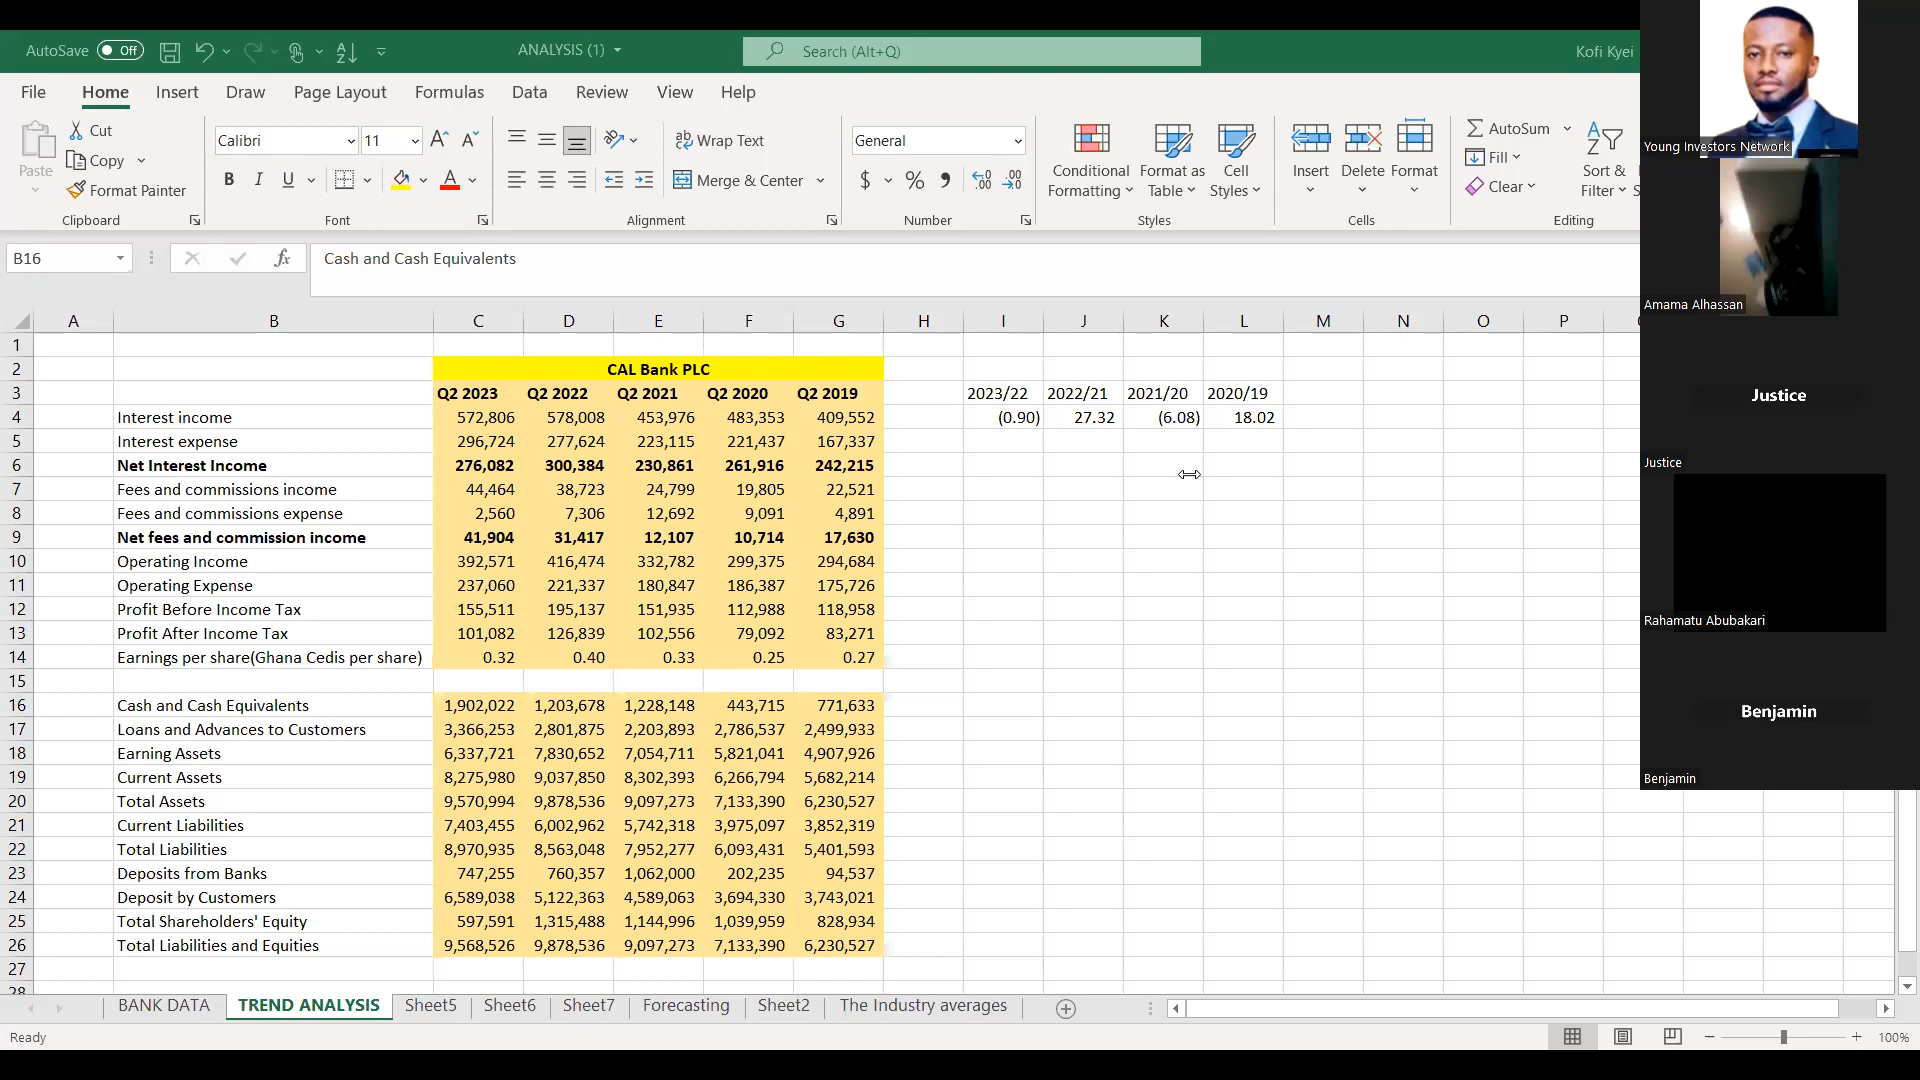 AutoSave Off ANALYSIS (1) Search (Alt+Q) Kofi Kyei
File Home Insert Draw Page Layout Formulas Data Review View Help
Paste Cut Copy Format Painter Clipboard
Calibri 11 B I U Font
ab Wrap Text Merge & Center Alignment
General $ % Number
Conditional Formatting Format as Table Cell Styles Styles
Insert Delete Format Cells
AutoSum Fill Clear Sort & Filter Editing
B16 fx Cash and Cash Equivalents
A B C D E F G H I J K L M N O P
1
2 CAL Bank PLC
3 Q2 2023 Q2 2022 Q2 2021 Q2 2020 Q2 2019 2023/22 2022/21 2021/20 2020/19
4 Interest income 572,806 578,008 453,976 483,353 409,552 (0.90) 27.32 (6.08) 18.02
5 Interest expense 296,724 277,624 223,115 221,437 167,337
6 Net Interest Income 276,082 300,384 230,861 261,916 242,215
7 Fees and commissions income 44,464 38,723 24,799 19,805 22,521
8 Fees and commissions expense 2,560 7,306 12,692 9,091 4,891
9 Net fees and commission income 41,904 31,417 12,107 10,714 17,630
10 Operating Income 392,571 416,474 332,782 299,375 294,684
11 Operating Expense 237,060 221,337 180,847 186,387 175,726
12 Profit Before Income Tax 155,511 195,137 151,935 112,988 118,958
13 Profit After Income Tax 101,082 126,839 102,556 79,092 83,271
14 Earnings per share(Ghana Cedis per share) 0.32 0.40 0.33 0.25 0.27
15
16 Cash and Cash Equivalents 1,902,022 1,203,678 1,228,148 443,715 771,633
17 Loans and Advances to Customers 3,366,253 2,801,875 2,203,893 2,786,537 2,499,933
18 Earning Assets 6,337,721 7,830,652 7,054,711 5,821,041 4,907,926
19 Current Assets 8,275,980 9,037,850 8,302,393 6,266,794 5,682,214
20 Total Assets 9,570,994 9,878,536 9,097,273 7,133,390 6,230,527
21 Current Liabilities 7,403,455 6,002,962 5,742,318 3,975,097 3,852,319
22 Total Liabilities 8,970,935 8,563,048 7,952,277 6,093,431 5,401,593
23 Deposits from Banks 747,255 760,357 1,062,000 202,235 94,537
24 Deposit by Customers 6,589,038 5,122,363 4,589,063 3,694,330 3,743,021
25 Total Shareholders' Equity 597,591 1,315,488 1,144,996 1,039,959 828,934
26 Total Liabilities and Equities 9,568,526 9,878,536 9,097,273 7,133,390 6,230,527
27
28
BANK DATA TREND ANALYSIS Sheet5 Sheet6 Sheet7 Forecasting Sheet2 The Industry averages
Ready 100%
Young Investors Network
Amama Alhassan
Justice
Justice
Rahamatu Abubakari
Benjamin
Benjamin